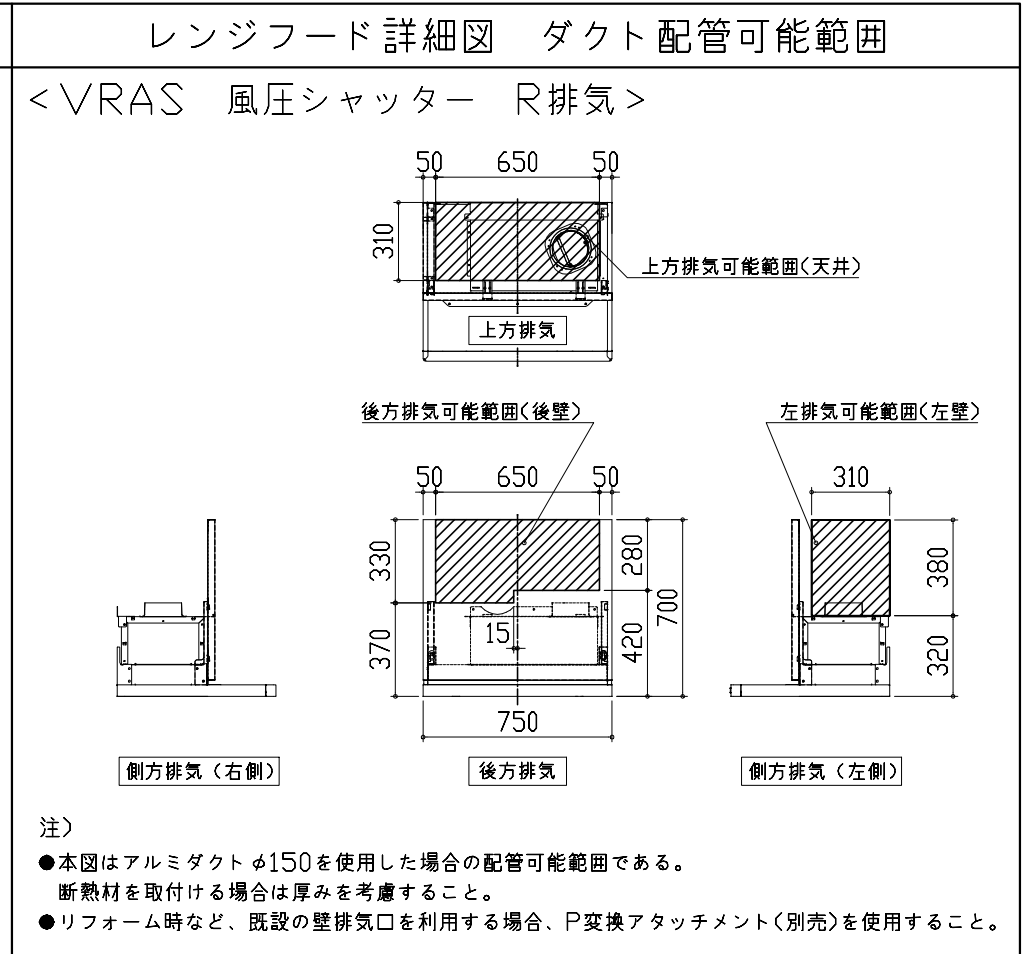 レンジフード詳細図 ダクト配管可能範囲
<VRAS 風圧シャッター R排気>
50 650 50
310
上方排気可能範囲(天井)
上方排気
後方排気可能範囲(後壁)
左排気可能範囲(左壁)
50 650 50
310
330
280
380
700
370
15
420
320
750
側方排気(右側)
後方排気
側方排気(左側)
注)
●本図はアルミダクトφ150を使用した場合の配管可能範囲である。
断熱材を取付ける場合は厚みを考慮すること。
●リフォーム時など、既設の壁排気口を利用する場合、P変換アタッチメント(別売)を使用すること。